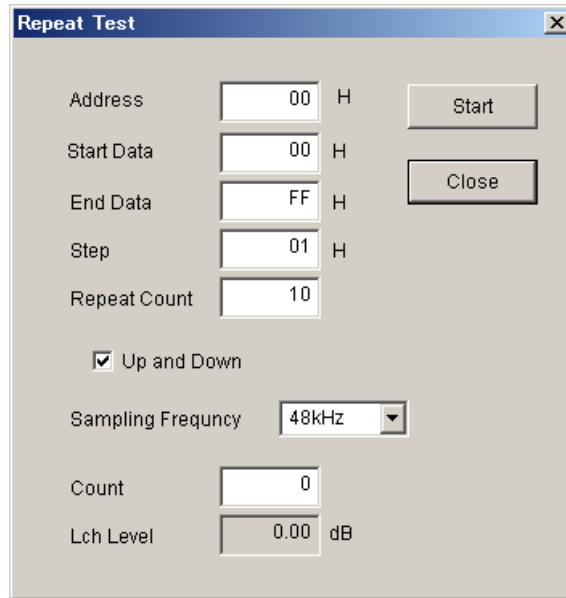 Repeat Test
Address 00 H
Start
Start Data 00 H
Close
End Data FF H
Step 01 H
Repeat Count 10
Up and Down
Sampling Frequncy 48kHz
Count 0
Lch Level 0.00 dB